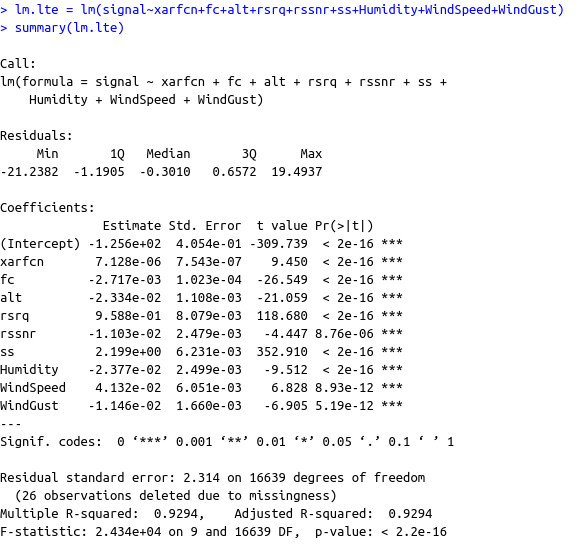 > lm.lte = lm(signal~xarfcn+fc+alt+rsrq+rssnr+ss+Humidity+WindSpeed+WindGust)
> summary(lm.lte)

Call:
lm(formula = signal ~ xarfcn + fc + alt + rsrq + rssnr + ss +
    Humidity + WindSpeed + WindGust)

Residuals:
     Min       1Q   Median       3Q      Max
-21.2382  -1.1905  -0.3010   0.6572  19.4937

Coefficients:
              Estimate Std. Error  t value Pr(>|t|)
(Intercept) -1.256e+02  4.054e-01 -309.739  < 2e-16 ***
xarfcn       7.128e-06  7.543e-07    9.450  < 2e-16 ***
fc          -2.717e-03  1.023e-04  -26.549  < 2e-16 ***
alt         -2.334e-02  1.108e-03  -21.059  < 2e-16 ***
rsrq         9.588e-01  8.079e-03  118.680  < 2e-16 ***
rssnr       -1.103e-02  2.479e-03   -4.447 8.76e-06 ***
ss           2.199e+00  6.231e-03  352.910  < 2e-16 ***
Humidity    -2.377e-02  2.499e-03   -9.512  < 2e-16 ***
WindSpeed    4.132e-02  6.051e-03    6.828 8.93e-12 ***
WindGust    -1.146e-02  1.660e-03   -6.905 5.19e-12 ***
---
Signif. codes:  0 ‘***’ 0.001 ‘**’ 0.01 ‘*’ 0.05 ‘.’ 0.1 ‘ ’ 1

Residual standard error: 2.314 on 16639 degrees of freedom
  (26 observations deleted due to missingness)
Multiple R-squared:  0.9294,    Adjusted R-squared:  0.9294
F-statistic: 2.434e+04 on 9 and 16639 DF,  p-value: < 2.2e-16